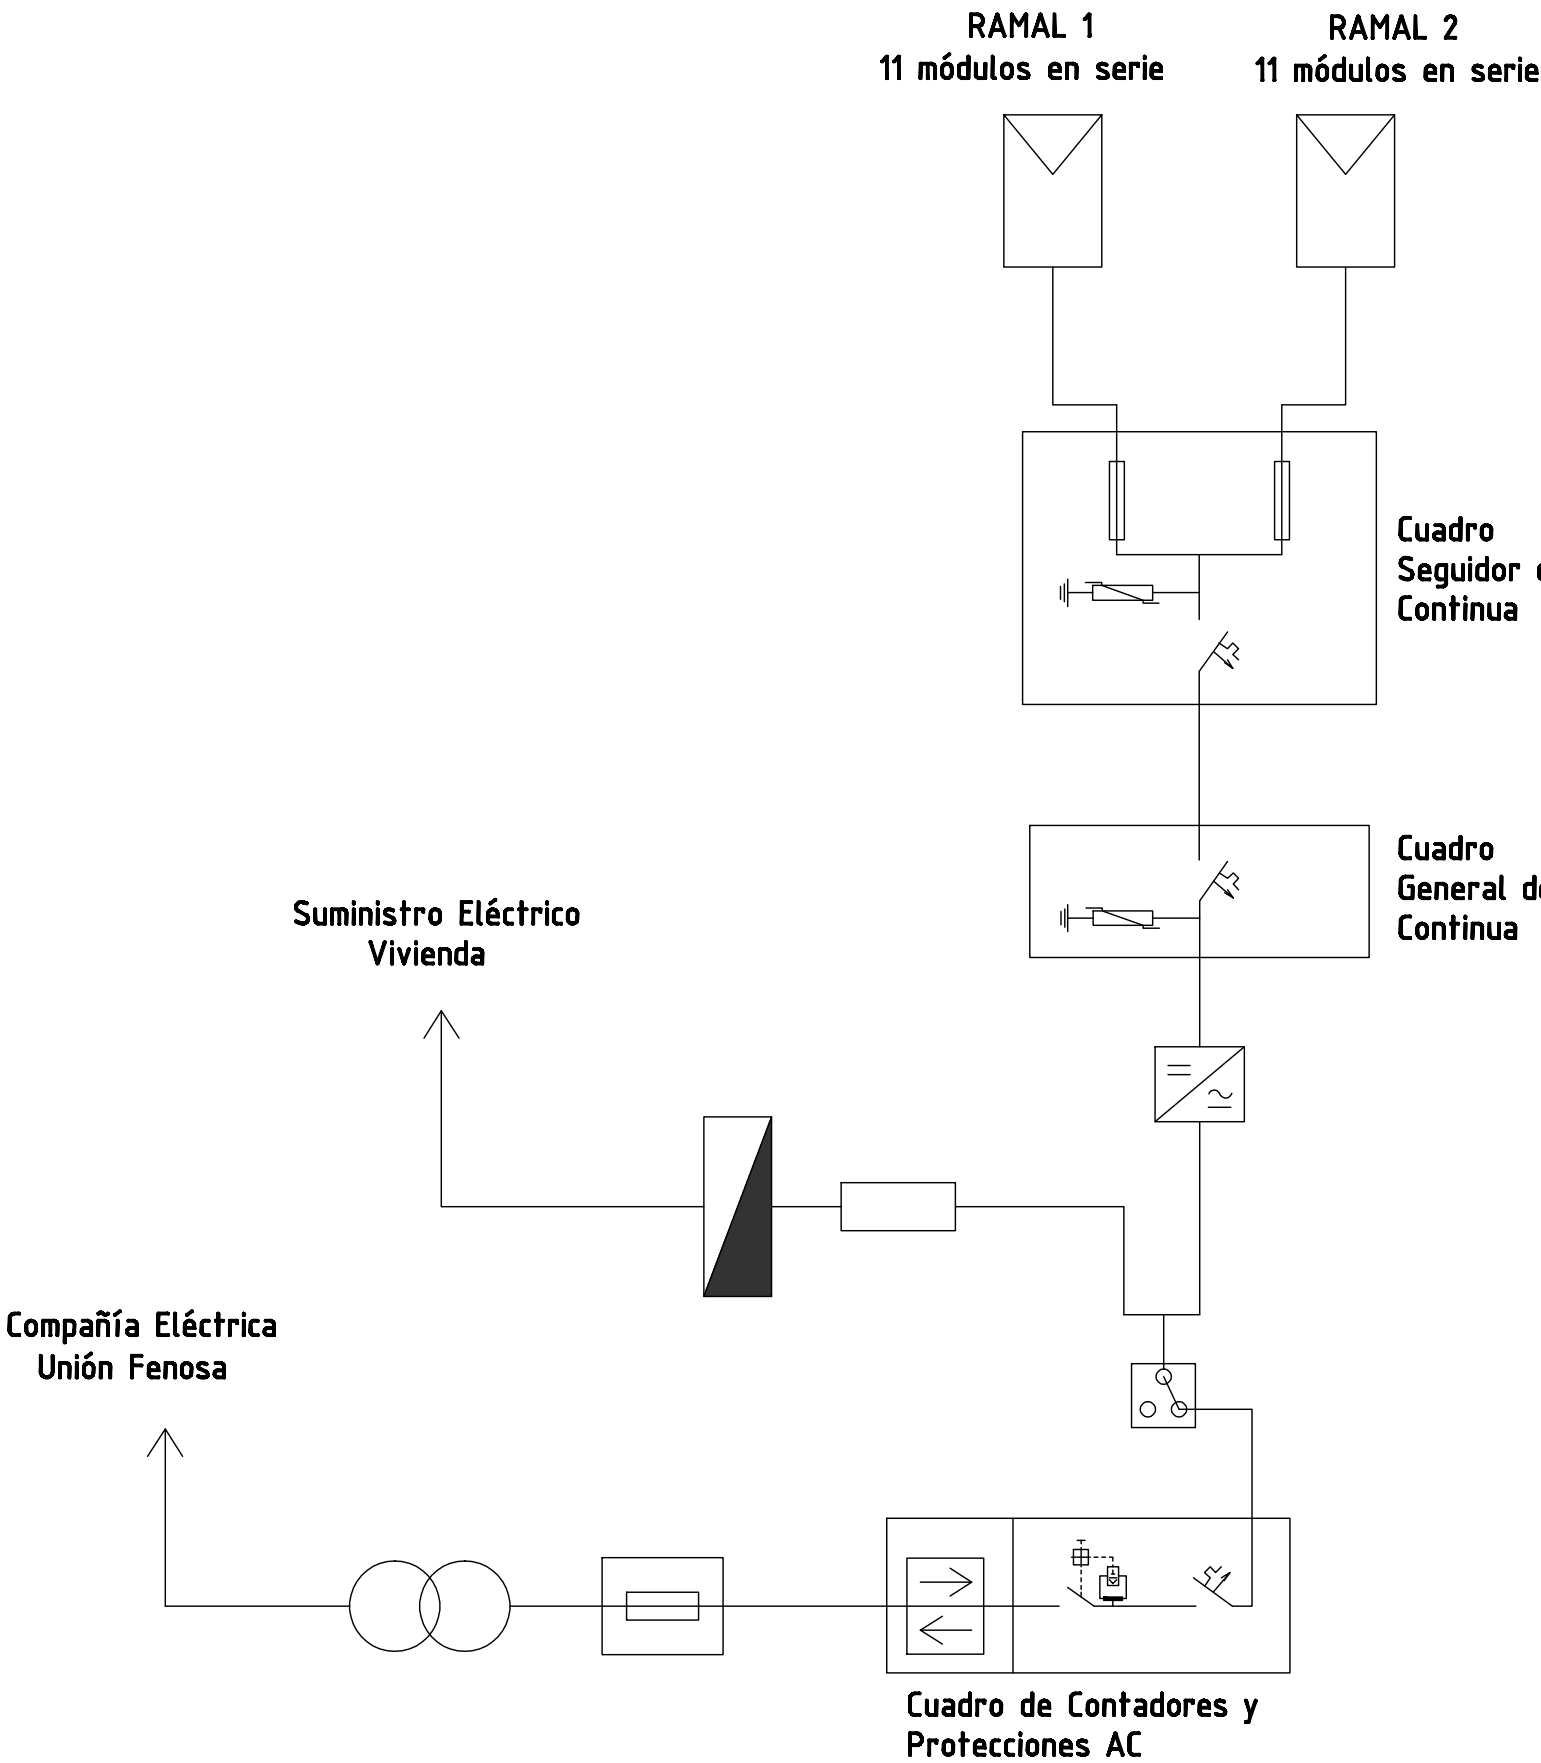 RAMAL 1
11 módulos en serie
RAMAL 2
11 módulos en serie
Cuadro
Seguidor
Continua
Cuadro
General de
Continua
Suministro Eléctrico
Vivienda
Compañía Eléctrica
Unión Fenosa
Cuadro de Contadores y
Protecciones AC